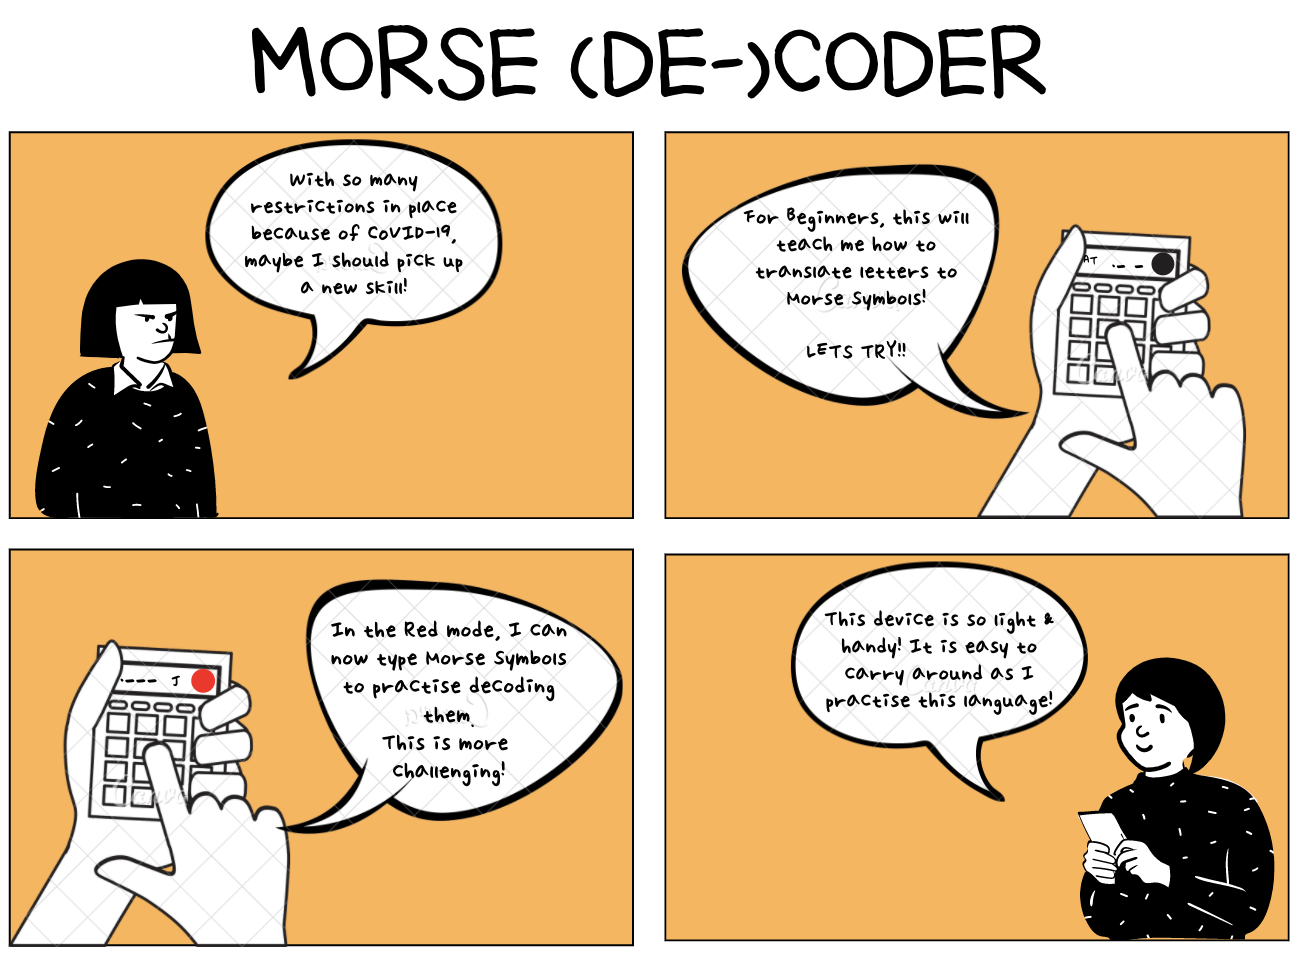 MORSE (DE-)CODER
With so many
restrictions in place
because of COVID-19,
maybe I should pick up
a new skill!
For Beginners, this will
teach me how to
translate letters to
Morse Symbols!
LETS TRY!!
AT .- -
In the Red mode, I can
now type Morse Symbols
to practise decoding
them.
This is more
challenging!
.--- J
This device is so light &
handy! It is easy to
carry around as I
practise this language!
Canva